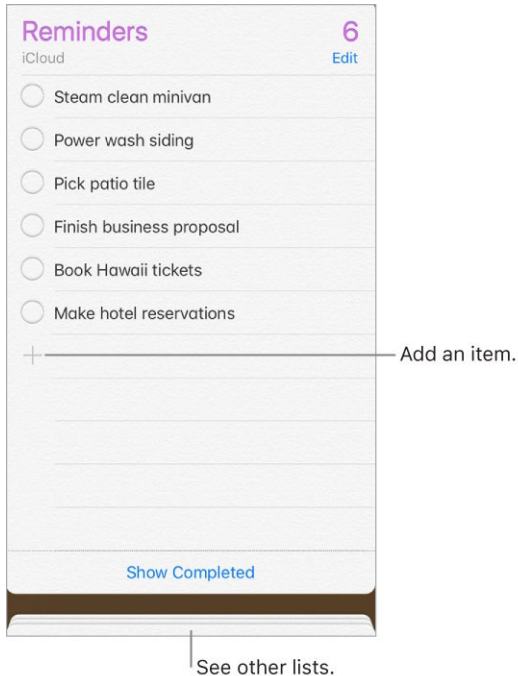 Reminders 6
iCloud Edit
Steam clean minivan
Power wash siding
Pick patio tile
Finish business proposal
Book Hawaii tickets
Make hotel reservations
Add an item.
Show Completed
See other lists.